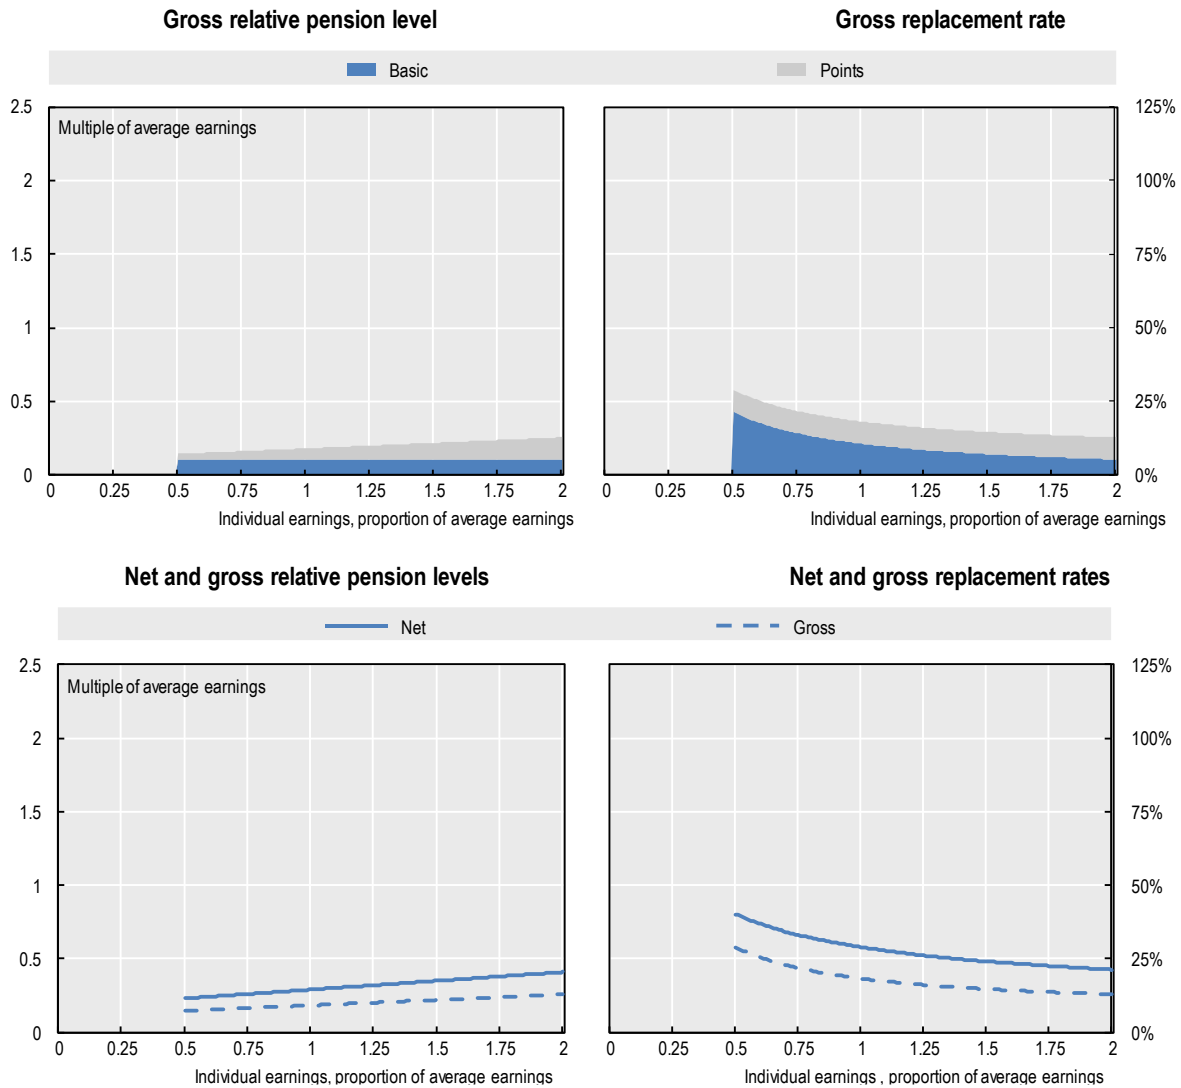 Gross relative pension level
Gross replacement rate
Basic
Points
2.5
2
1.5
1
0.5
0
Multiple of average earnings
0 0.25 0.5 0.75 1 1.25 1.5 1.75 2
Individual earnings, proportion of average earnings
125%
100%
75%
50%
25%
0%
0 0.25 0.5 0.75 1 1.25 1.5 1.75 2
Individual earnings, proportion of average earnings
Net and gross relative pension levels
Net and gross replacement rates
Net
Gross
2.5
2
1.5
1
0.5
0
Multiple of average earnings
0 0.25 0.5 0.75 1 1.25 1.5 1.75 2
Individual earnings, proportion of average earnings
125%
100%
75%
50%
25%
0%
0 0.25 0.5 0.75 1 1.25 1.5 1.75 2
Individual earnings , proportion of average earnings